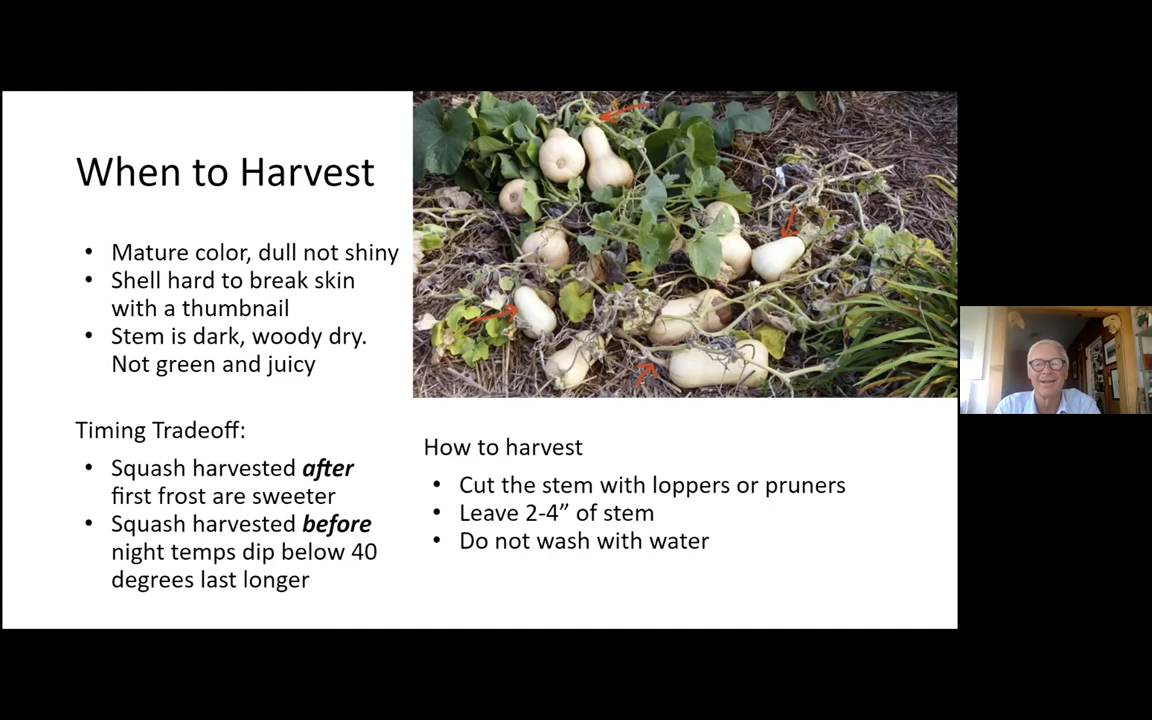 When to Harvest
• Mature color, dull not shiny
• Shell hard to break skin
with a thumbnail
• Stem is dark, woody dry.
Not green and juicy
Timing Tradeoff:
• Squash harvested after
first frost are sweeter
• Squash harvested before
night temps dip below 40
degrees last longer
How to harvest
• Cut the stem with loppers or pruners
• Leave 2-4” of stem
• Do not wash with water